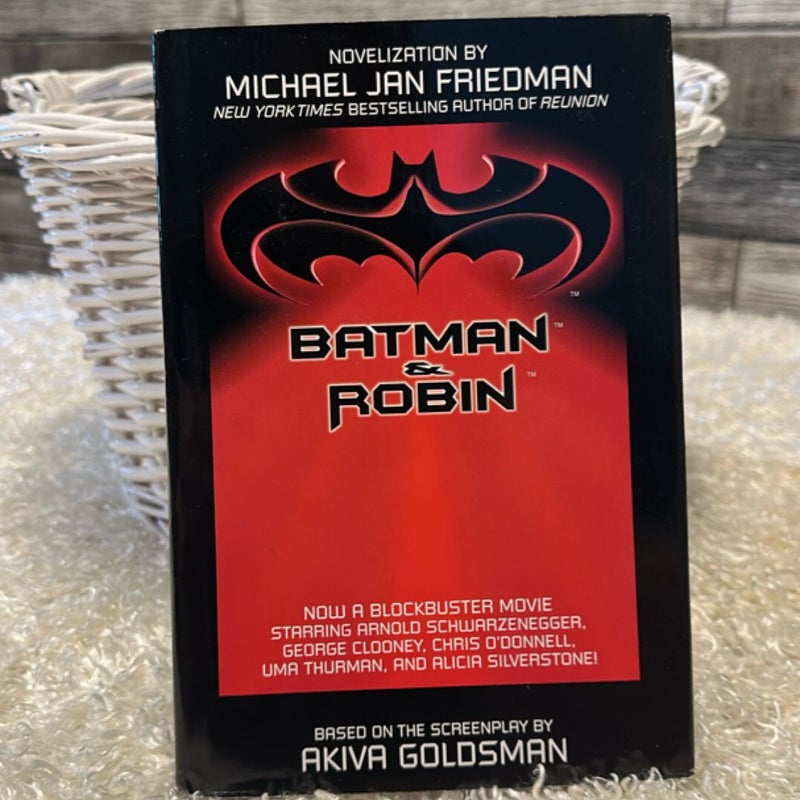 NOVELIZATION BY
MICHAEL JAN FRIEDMAN
NEW YORK TIMES BESTSELLING AUTHOR OF REUNION
TM
BATMAN TM
&
ROBIN TM
NOW A BLOCKBUSTER MOVIE
STARRING ARNOLD SCHWARZENEGGER,
GEORGE CLOONEY, CHRIS O'DONNELL,
UMA THURMAN, AND ALICIA SILVERSTONE!
BASED ON THE SCREENPLAY BY
AKIVA GOLDSMAN